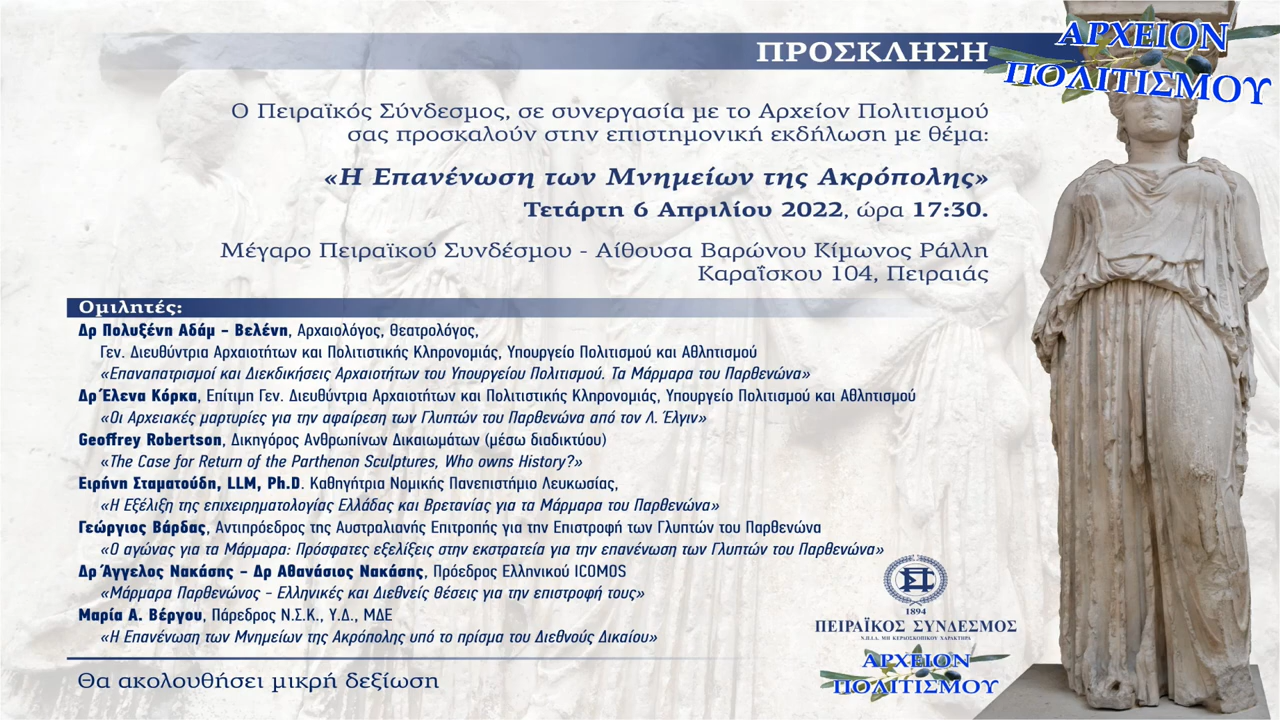 ΠΡΟΣΚΛΗΣΗ
ΑΡΧΕΙΟΝ
ΠΟΛΙΤΙΣΜΟΥ
Ο Πειραϊκός Σύνδεσμος, σε συνεργασία με το Αρχείον Πολιτισμού
σας προσκαλούν στην επιστημονική εκδήλωση με θέμα:
«Η Επανένωση των Μνημείων της Ακρόπολης»
Τετάρτη 6 Απριλίου 2022, ώρα 17:30.
Μέγαρο Πειραϊκού Συνδέσμου - Αίθουσα Βαρώνου Κίμωνος Ράλλη
Καραΐσκου 104, Πειραιάς
Ομιλητές:
Δρ Πολυξένη Αδάμ – Βελένη, Αρχαιολόγος, Θεατρολόγος,
Γεν. Διευθύντρια Αρχαιοτήτων και Πολιτιστικής Κληρονομιάς, Υπουργείο Πολιτισμού και Αθλητισμού
«Επαναπατρισμοί και Διεκδικήσεις Αρχαιοτήτων του Υπουργείου Πολιτισμού. Τα Μάρμαρα του Παρθενώνα»
Δρ Έλενα Κόρκα, Επίτιμη Γεν. Διευθύντρια Αρχαιοτήτων και Πολιτιστικής Κληρονομιάς, Υπουργείο Πολιτισμού και Αθλητισμού
«Οι Αρχειακές μαρτυρίες για την αφαίρεση των Γλυπτών του Παρθενώνα από τον Λ. Έλγιν»
Geoffrey Robertson, Δικηγόρος Ανθρωπίνων Δικαιωμάτων (μέσω διαδικτύου)
«The Case for Return of the Parthenon Sculptures, Who owns History?»
Ειρήνη Σταματούδη, LLM, Ph.D. Καθηγήτρια Νομικής Πανεπιστήμιο Λευκωσίας,
«Η Εξέλιξη της επιχειρηματολογίας Ελλάδας και Βρετανίας για τα Μάρμαρα του Παρθενώνα»
Γεώργιος Βάρδας, Αντιπρόεδρος της Αυστραλιανής Επιτροπής για την Επιστροφή των Γλυπτών του Παρθενώνα
«Ο αγώνας για τα Μάρμαρα: Πρόσφατες εξελίξεις στην εκστρατεία για την επανένωση των Γλυπτών του Παρθενώνα»
Δρ Άγγελος Νακάσης – Δρ Αθανάσιος Νακάσης, Πρόεδρος Ελληνικού ICOMOS
«Μάρμαρα Παρθενώνος – Ελληνικές και Διεθνείς θέσεις για την επιστροφή τους»
Μαρία Α. Βέργου, Πάρεδρος Ν.Σ.Κ., Υ.Δ., ΜΔΕ
«Η Επανένωση των Μνημείων της Ακρόπολης υπό το πρίσμα του Διεθνούς Δικαίου»
1894
ΠΕΙΡΑΪΚΟΣ ΣΥΝΔΕΣΜΟΣ
Ν.Π.Ι.Δ. ΜΗ ΚΕΡΔΟΣΚΟΠΙΚΟΥ ΧΑΡΑΚΤΗΡΑ
ΑΡΧΕΙΟΝ
ΠΟΛΙΤΙΣΜΟΥ
Θα ακολουθήσει μικρή δεξίωση